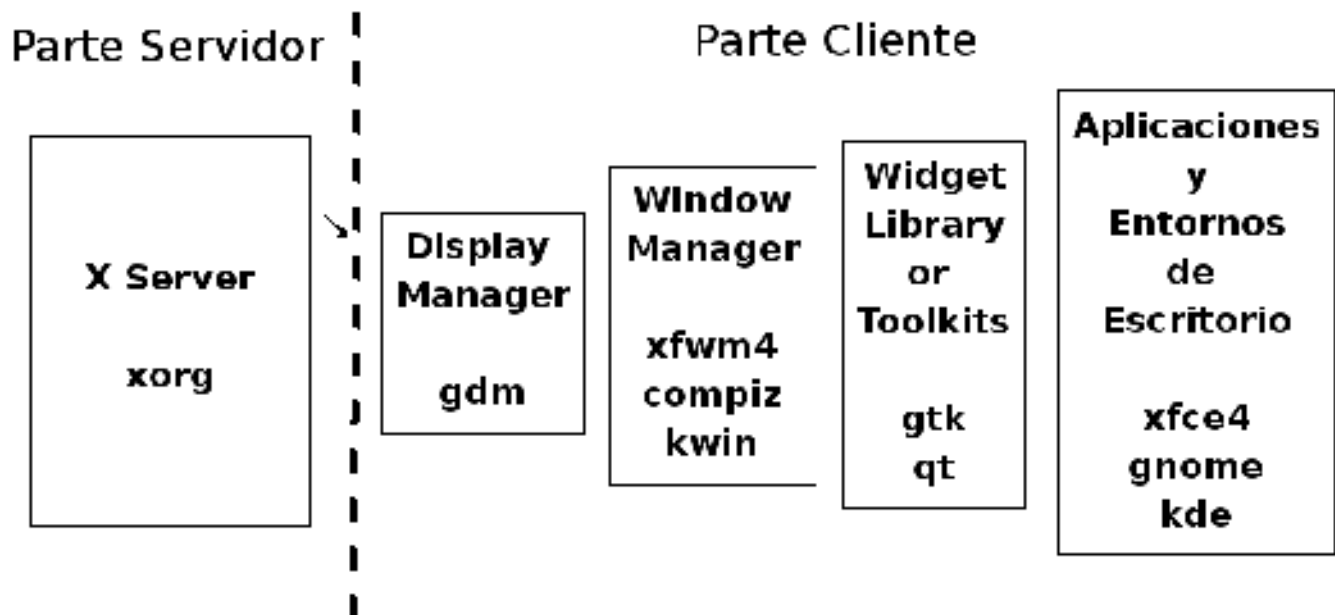 Parte Servidor
Parte Cliente
X Server
xorg
Display
Manager
gdm
Window
Manager
xfwm4
compiz
kwin
Widget
Library
or
Toolkits
gtk
qt
Aplicaciones
y
Entornos
de
Escritorio
xfce4
gnome
kde